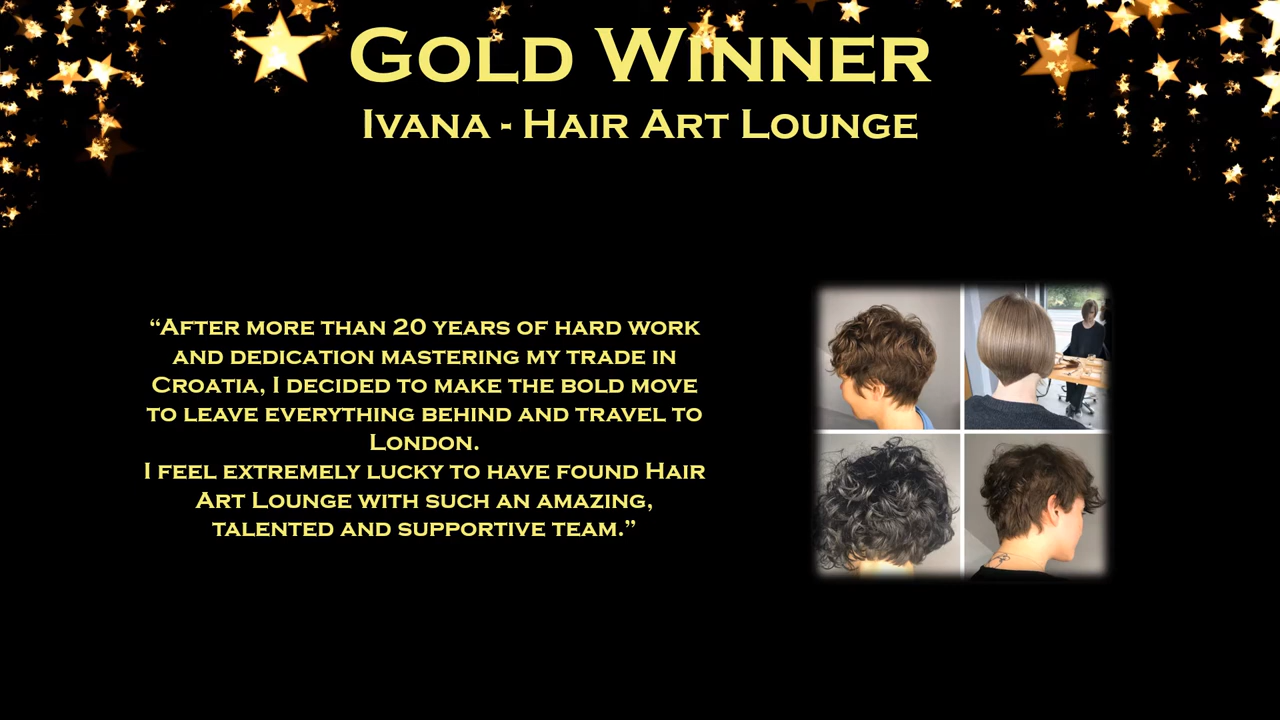 Gold Winner
Ivana - Hair Art Lounge
“After more than 20 years of hard work
and dedication mastering my trade in
Croatia, I decided to make the bold move
to leave everything behind and travel to
London.
I feel extremely lucky to have found Hair
Art Lounge with such an amazing,
talented and supportive team.”